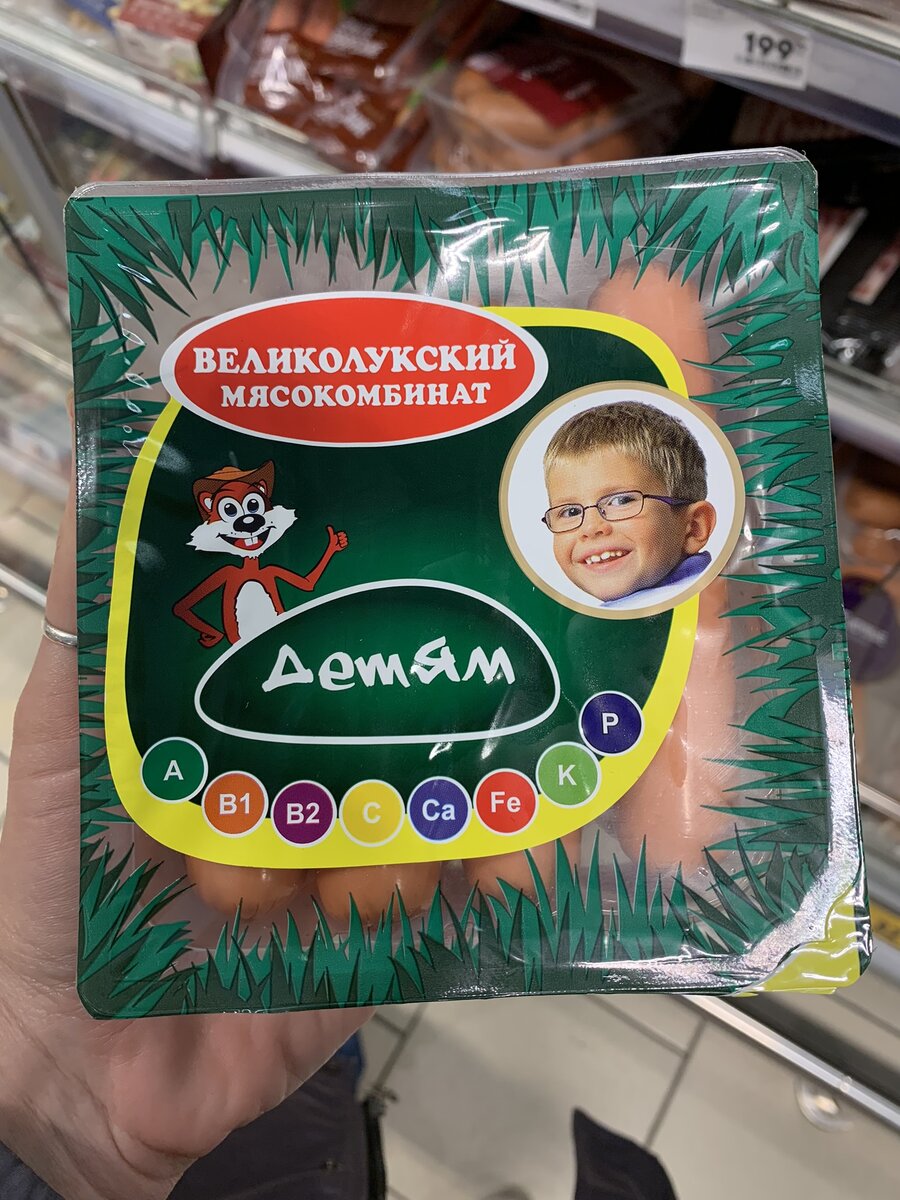 199
ВЕЛИКОЛУКСКИЙ
МЯСОКОМБИНАТ
Детям
A
B1
B2
C
Ca
Fe
K
P